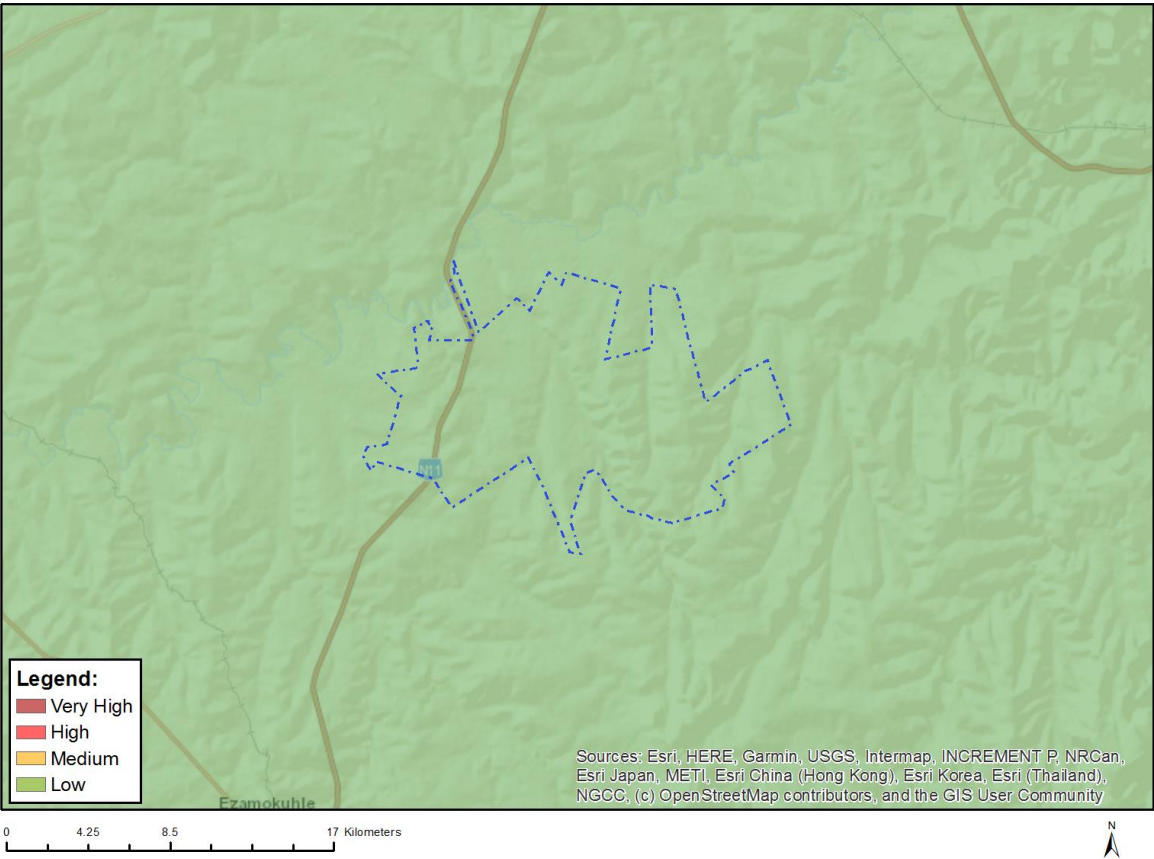 N11
Legend:
Very High
High
Medium
Low
Sources: Esri, HERE, Garmin, USGS, Intermap, INCREMENT P, NRCan,
Esri Japan, METI, Esri China (Hong Kong), Esri Korea, Esri (Thailand),
NGCC, (c) OpenStreetMap contributors, and the GIS User Community
Ezamokuhle
0 4.25 8.5 17 Kilometers
N